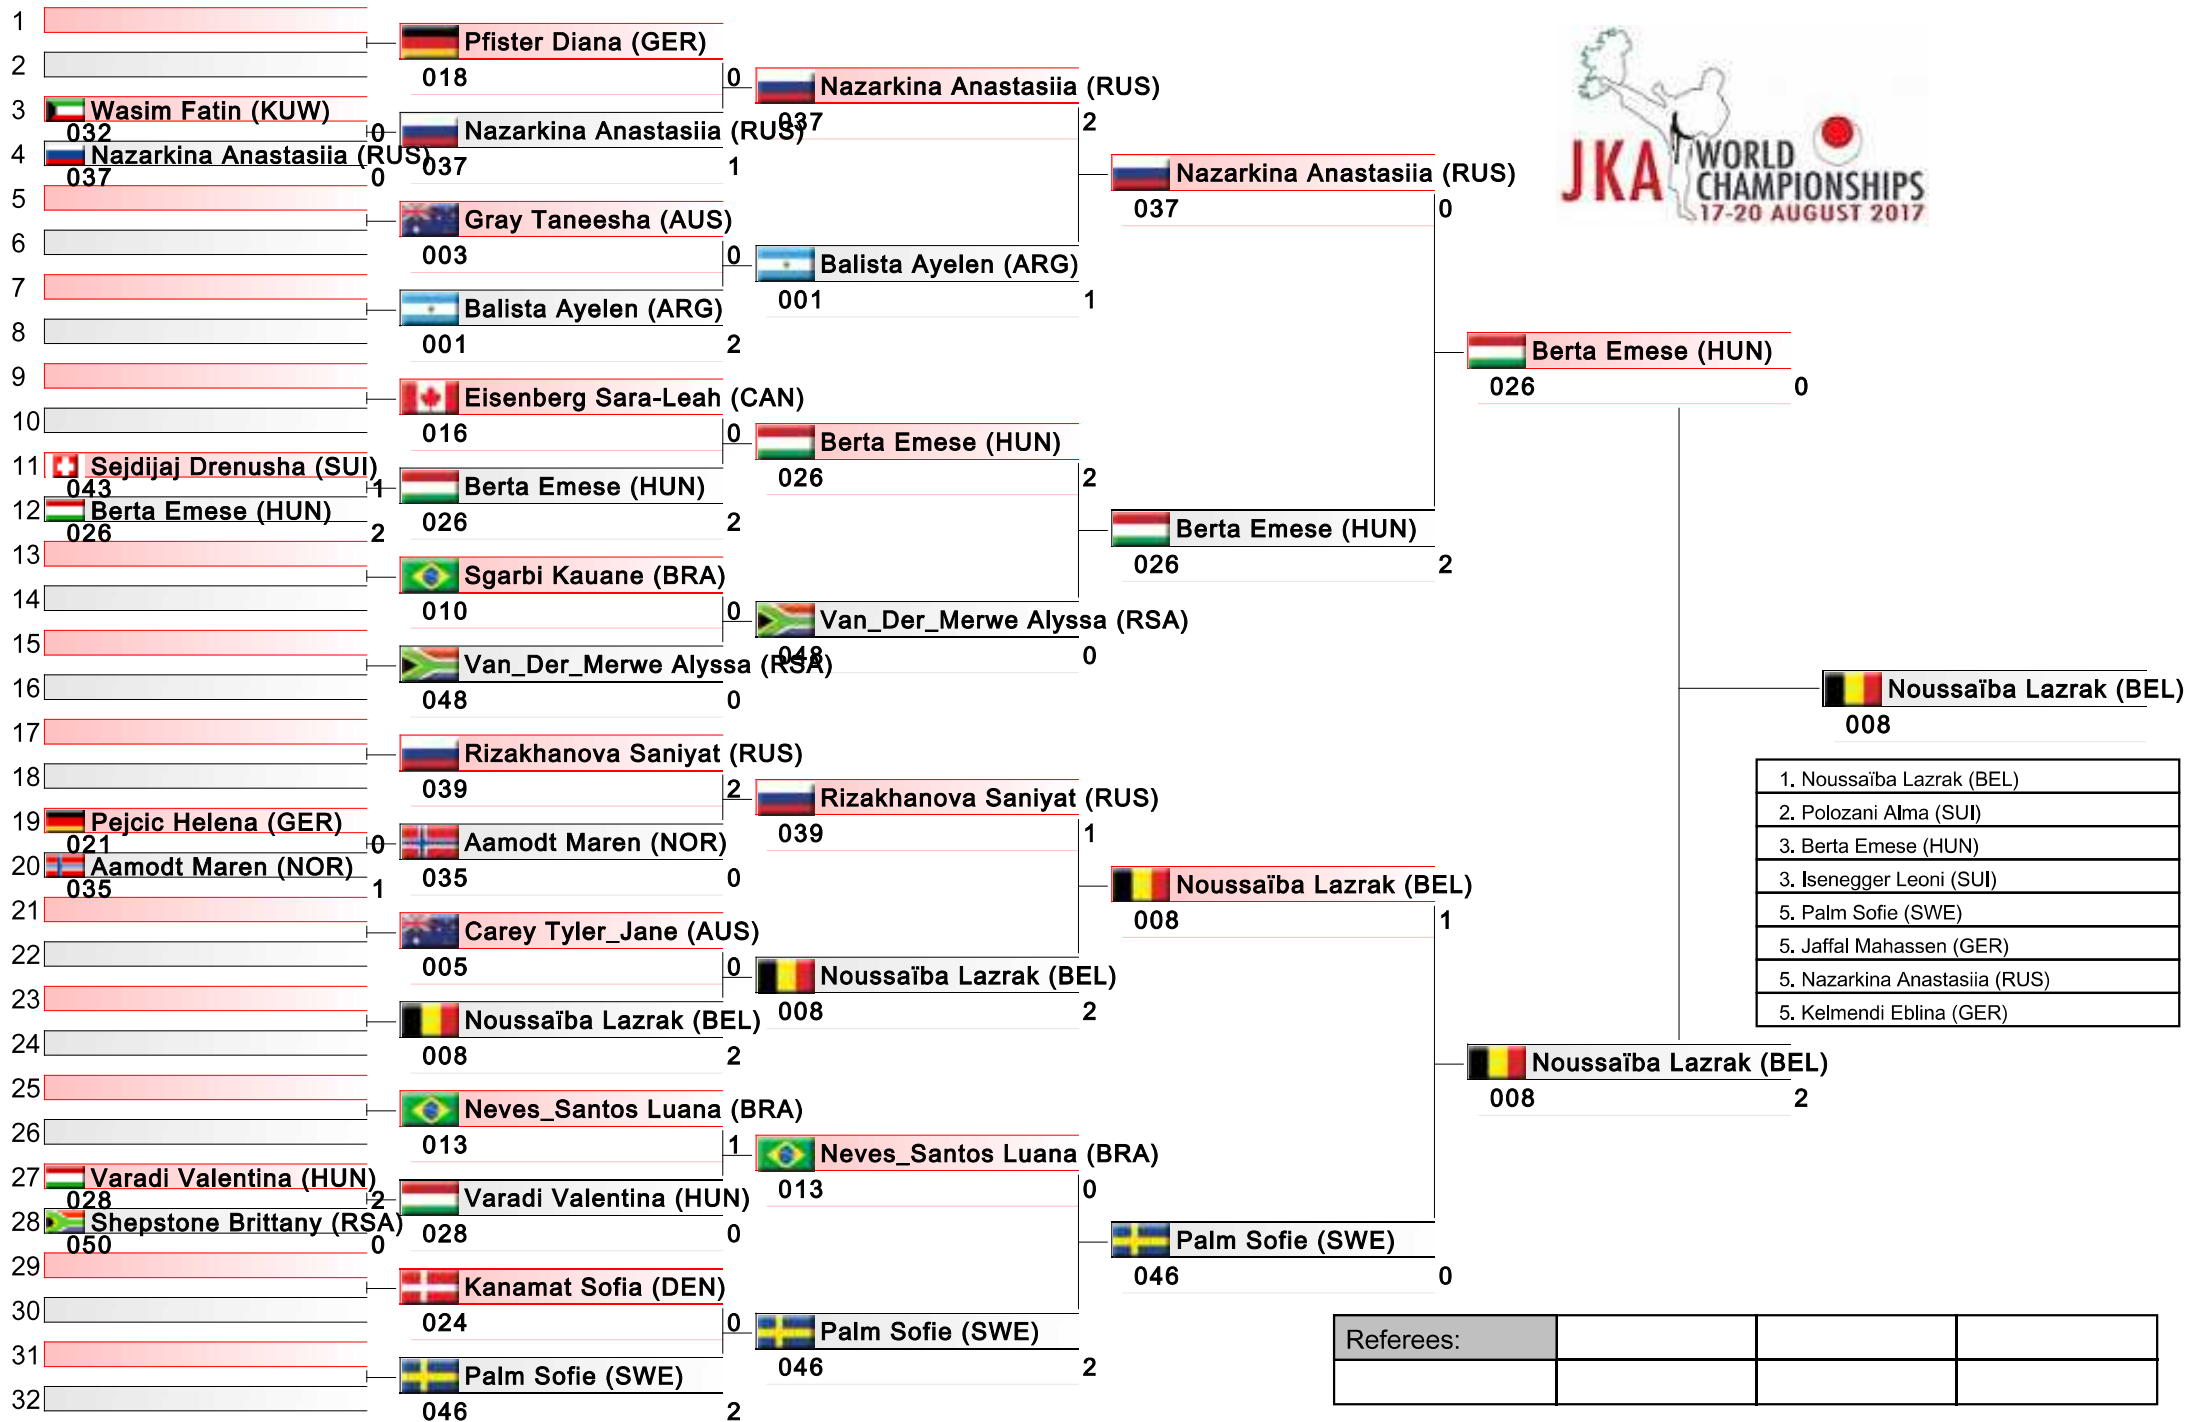 1
2
3 Wasim Fatin (KUW)
032 0
4 Nazarkina Anastasiia (RUS)
037 0
5
6
7
8
9
10
11 Sejdijaj Drenusha (SUI)
043 1
12 Berta Emese (HUN)
026 2
13
14
15
16
17
18
19 Pejcic Helena (GER)
021 0
20 Aamodt Maren (NOR)
035 1
21
22
23
24
25
26
27 Varadi Valentina (HUN)
028 2
28 Shepstone Brittany (RSA)
050 0
29
30
31
32
Pfister Diana (GER)
018 0
Nazarkina Anastasiia (RUS)
037 1
Gray Taneesha (AUS)
003 0
Balista Ayelen (ARG)
001 2
Eisenberg Sara-Leah (CAN)
016 0
Berta Emese (HUN)
026 2
Sgarbi Kauane (BRA)
010 0
Van_Der_Merwe Alyssa (RSA)
048 0
Rizakhanova Saniyat (RUS)
039 2
Aamodt Maren (NOR)
035 0
Carey Tyler_Jane (AUS)
005 0
Noussaïba Lazrak (BEL)
008 2
Neves_Santos Luana (BRA)
013 1
Varadi Valentina (HUN)
028 0
Kanamat Sofia (DEN)
024 0
Palm Sofie (SWE)
046 2
Nazarkina Anastasiia (RUS)
037 2
Balista Ayelen (ARG)
001 1
Berta Emese (HUN)
026 2
Van_Der_Merwe Alyssa (RSA)
048 0
Rizakhanova Saniyat (RUS)
039 1
Noussaïba Lazrak (BEL)
008 2
Neves_Santos Luana (BRA)
013 0
Palm Sofie (SWE)
046 2
Nazarkina Anastasiia (RUS)
037 0
Berta Emese (HUN)
026 2
Noussaïba Lazrak (BEL)
008 1
Palm Sofie (SWE)
046 0
Berta Emese (HUN)
026 0
Noussaïba Lazrak (BEL)
008 2
JKA WORLD
CHAMPIONSHIPS
17-20 AUGUST 2017
Noussaïba Lazrak (BEL)
008
1. Noussaïba Lazrak (BEL)
2. Polozani Alma (SUI)
3. Berta Emese (HUN)
3. Isenegger Leoni (SUI)
5. Palm Sofie (SWE)
5. Jaffal Mahassen (GER)
5. Nazarkina Anastasiia (RUS)
5. Kelmendi Eblina (GER)
Referees: